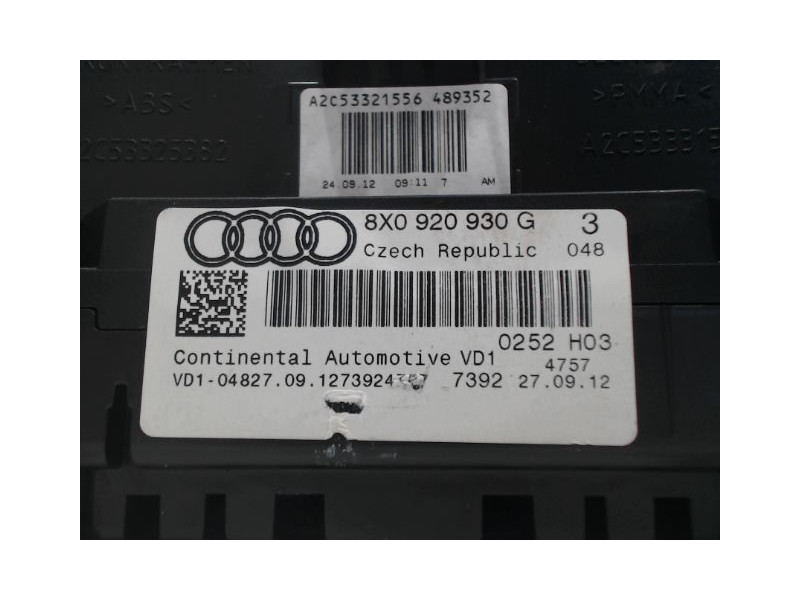 >ABS<
>PMMA<
A2C53321556 489352
24.09.12 09:11 7 AM
8X0 920 930 G 3
Czech Republic 048
0252 H03
Continental Automotive VD1 4757
7392 27.09.12